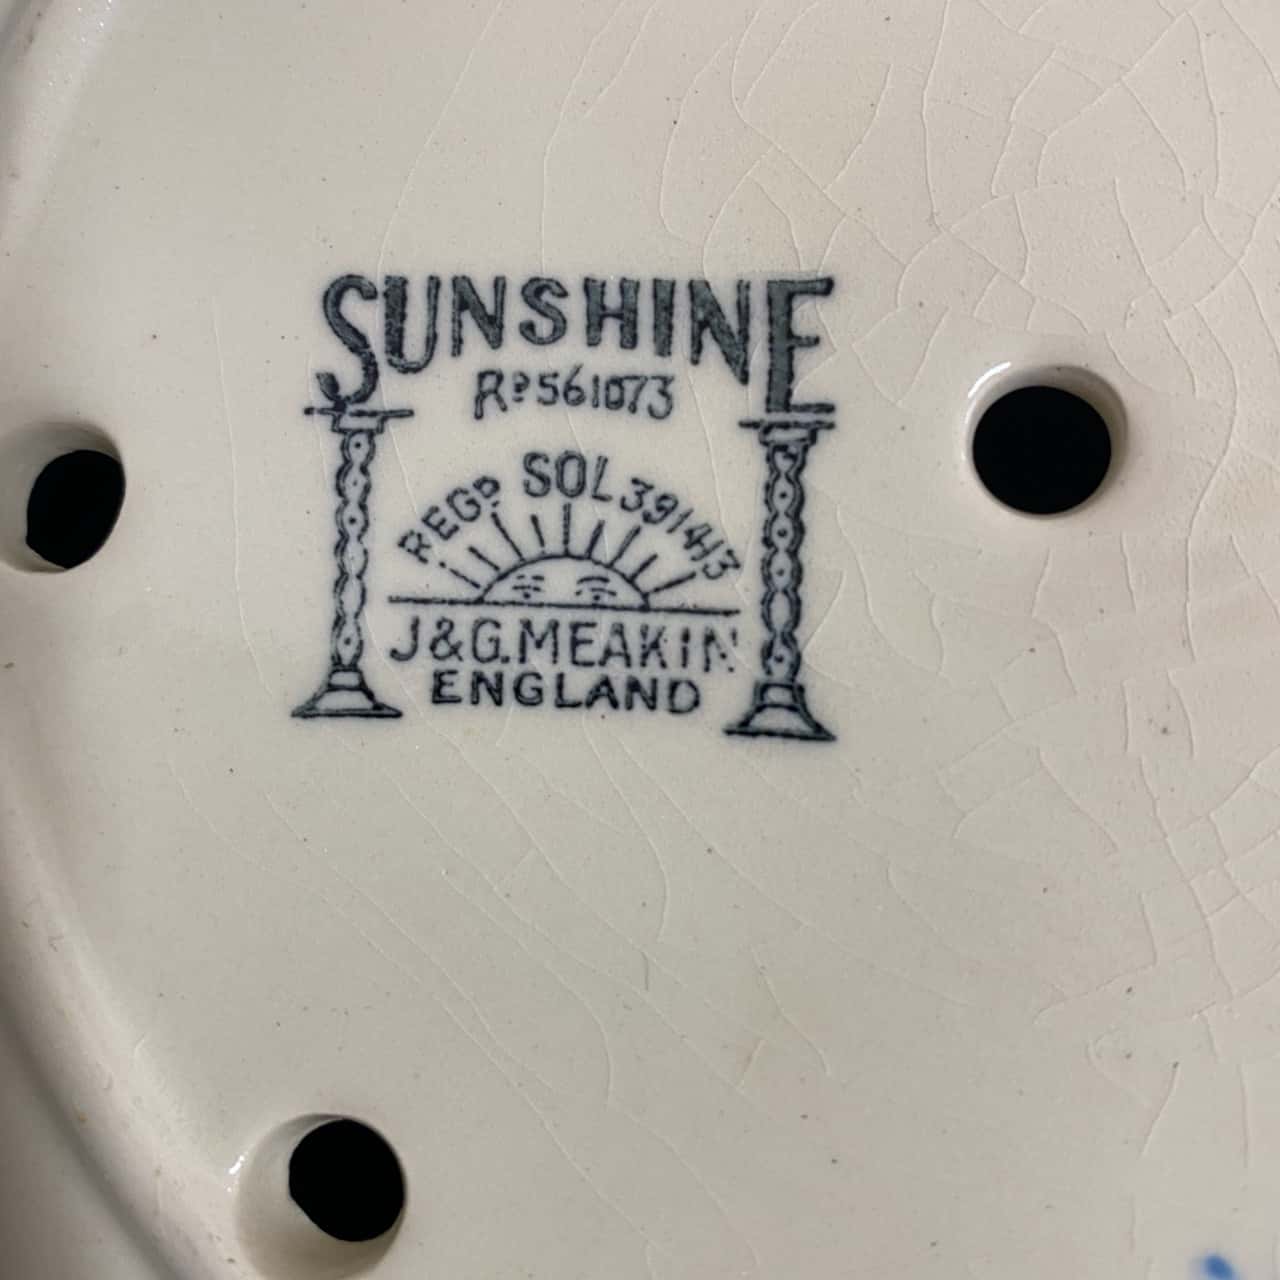 SUNSHINE
Rᴰ 561073
REGᴰ SOL 391413
J&G. MEAKIN
ENGLAND